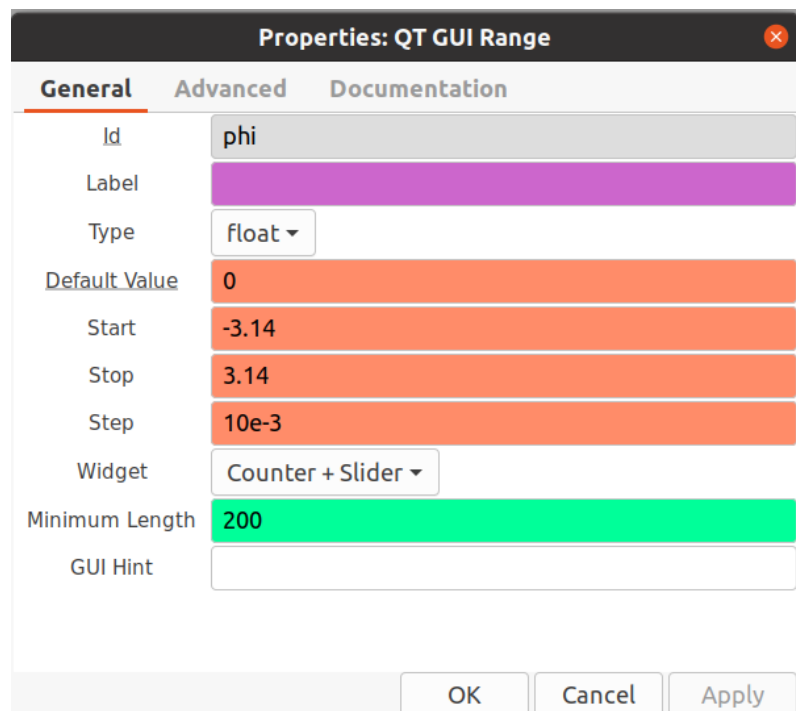 Properties: QT GUI Range
General Advanced Documentation
Id phi
Label
Type float
Default Value 0
Start -3.14
Stop 3.14
Step 10e-3
Widget Counter + Slider
Minimum Length 200
GUI Hint
OK Cancel Apply